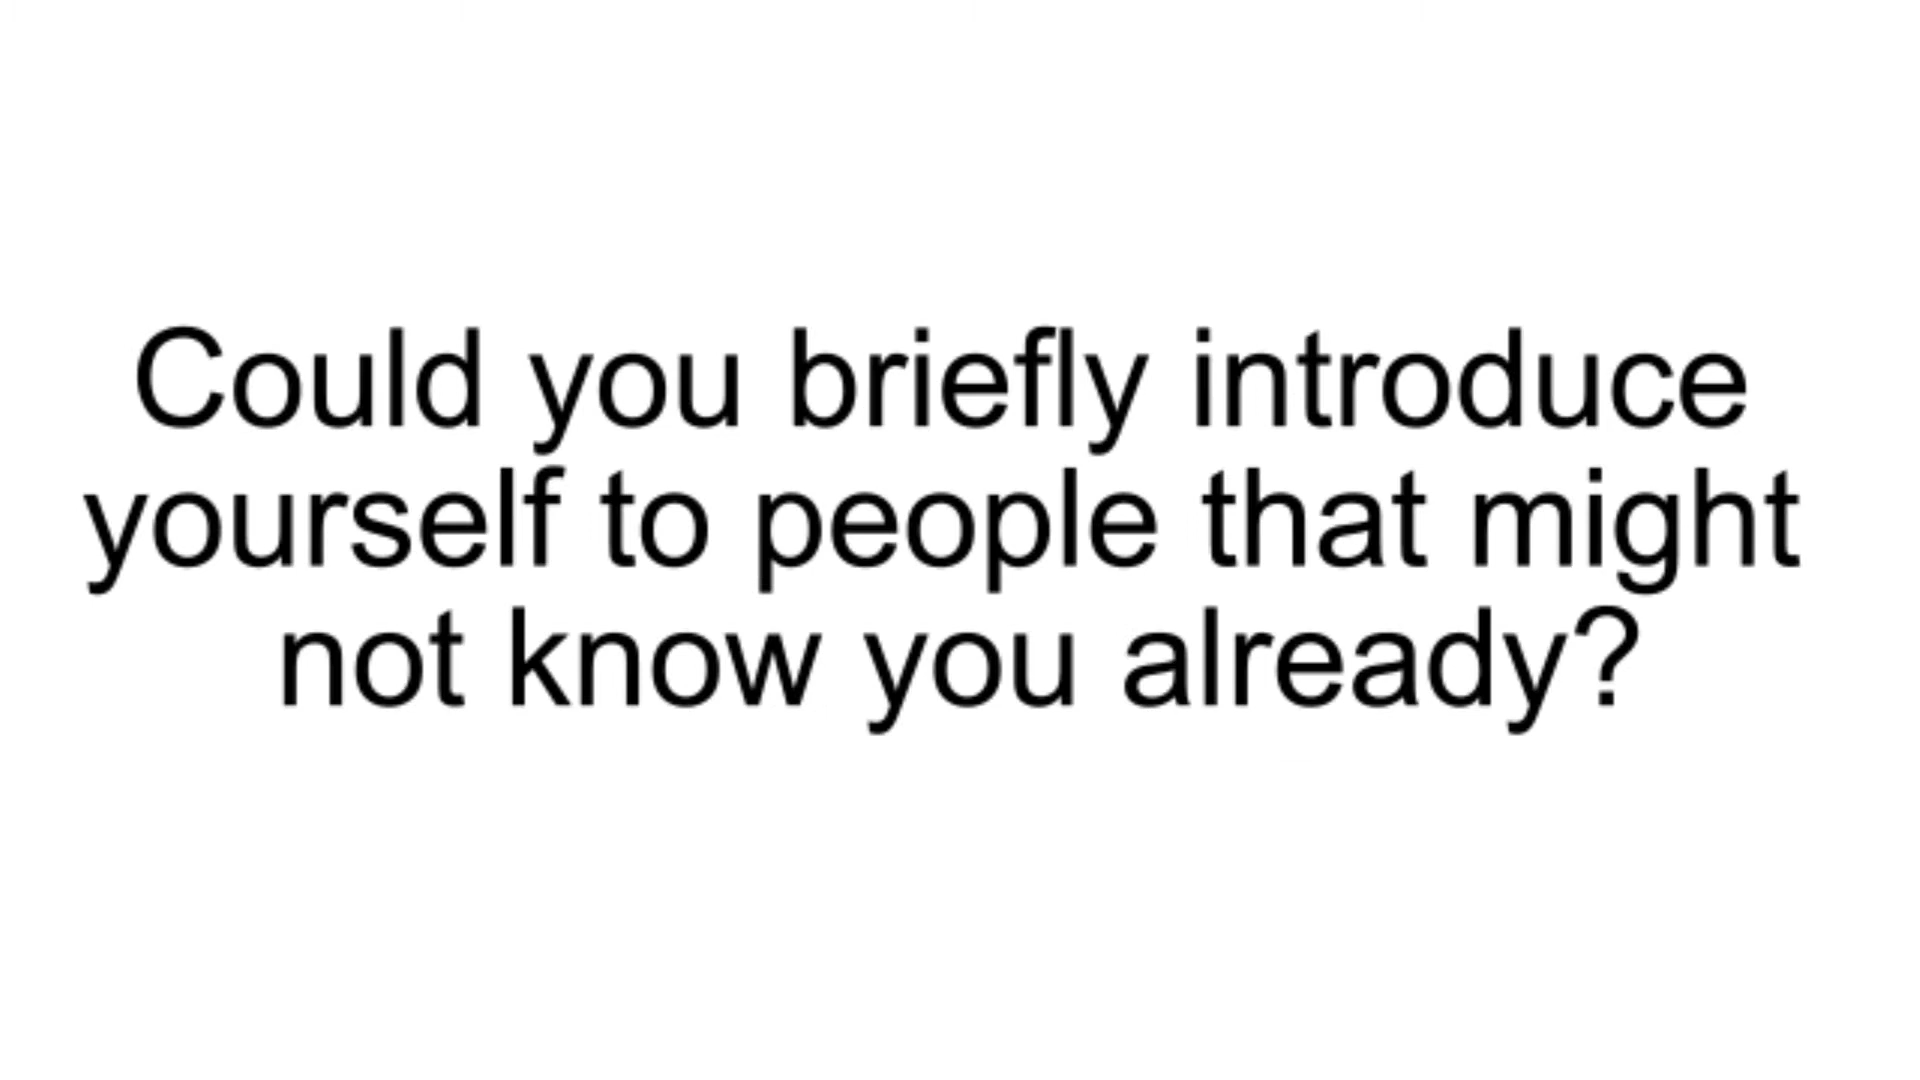 Could you briefly introduce
yourself to people that might
not know you already?